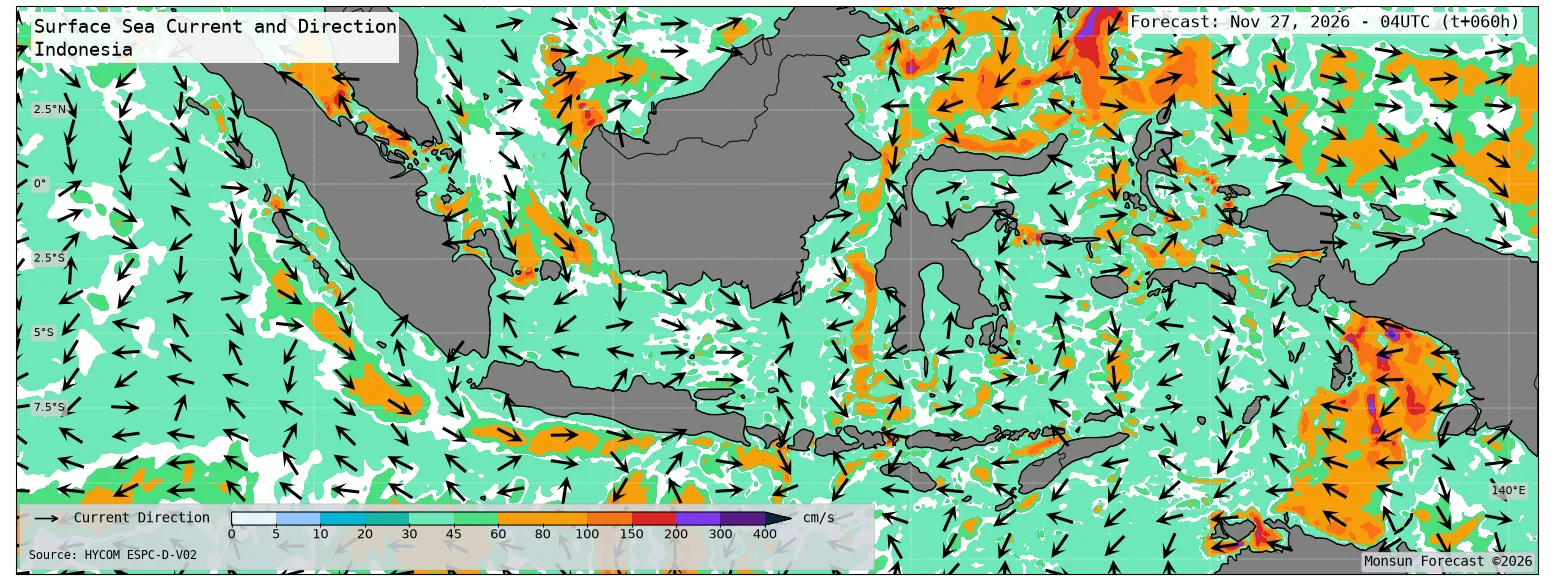 Surface Sea Current and Direction
Indonesia
Forecast: Nov 27, 2026 - 04UTC (t+060h)
2.5°N
0°
2.5°S
5°S
7.5°S
140°E
Current Direction
0 5 10 20 30 45 60 80 100 150 200 300 400
cm/s
Source: HYCOM ESPC-D-V02
Monsun Forecast ©2026